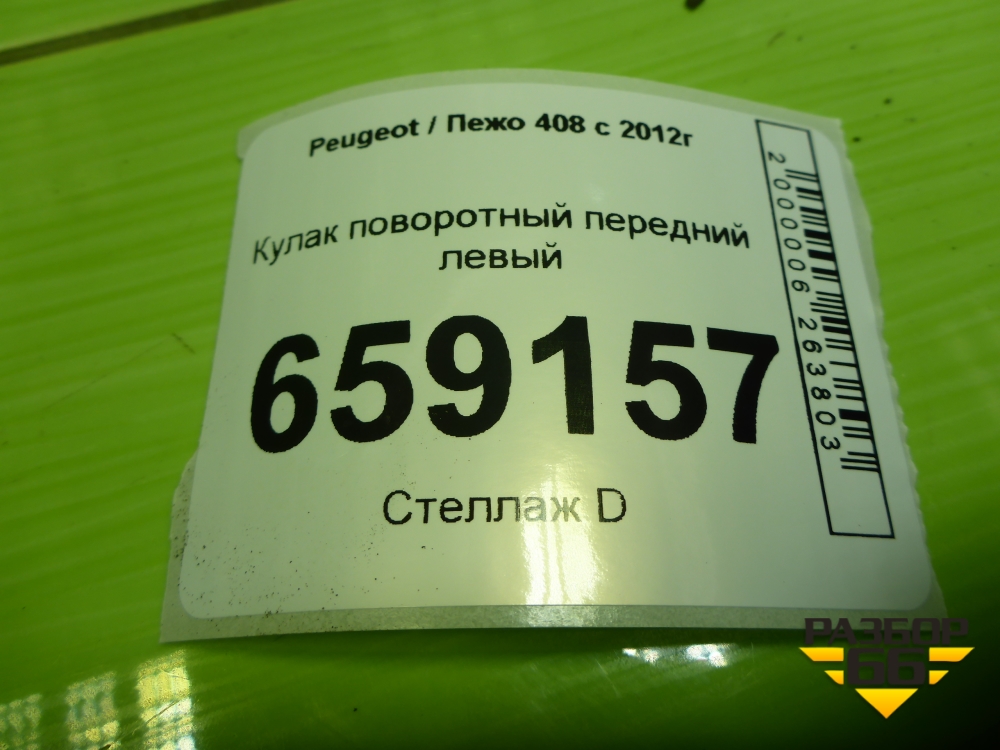 Peugeot / Пежо 408 с 2012г
Кулак поворотный передний
левый
659157
Стеллаж D
2000006263803
РАЗБОР
66